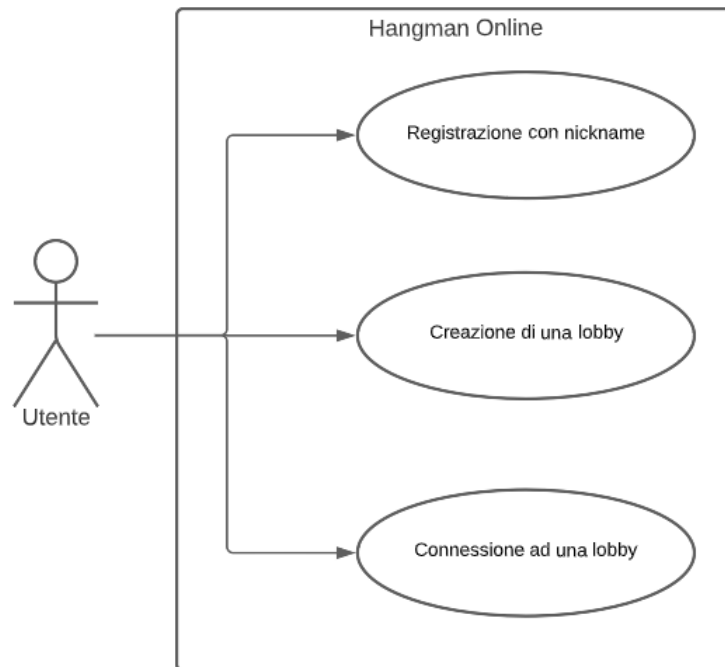 Hangman Online
Registrazione con nickname
Creazione di una lobby
Utente
Connessione ad una lobby